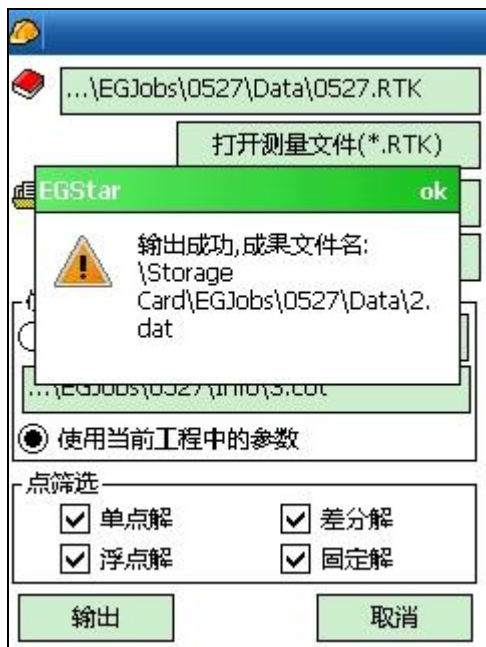 ...\EGJobs\0527\Data\0527.RTK
打开测量文件(*.RTK)
EGStar ok
输出成功,成果文件名:
\Storage
Card\EGJobs\0527\Data\2.
dat
...\EGJobs\0527\Info\3.cot
使用当前工程中的参数
点筛选
单点解 差分解
浮点解 固定解
输出 取消